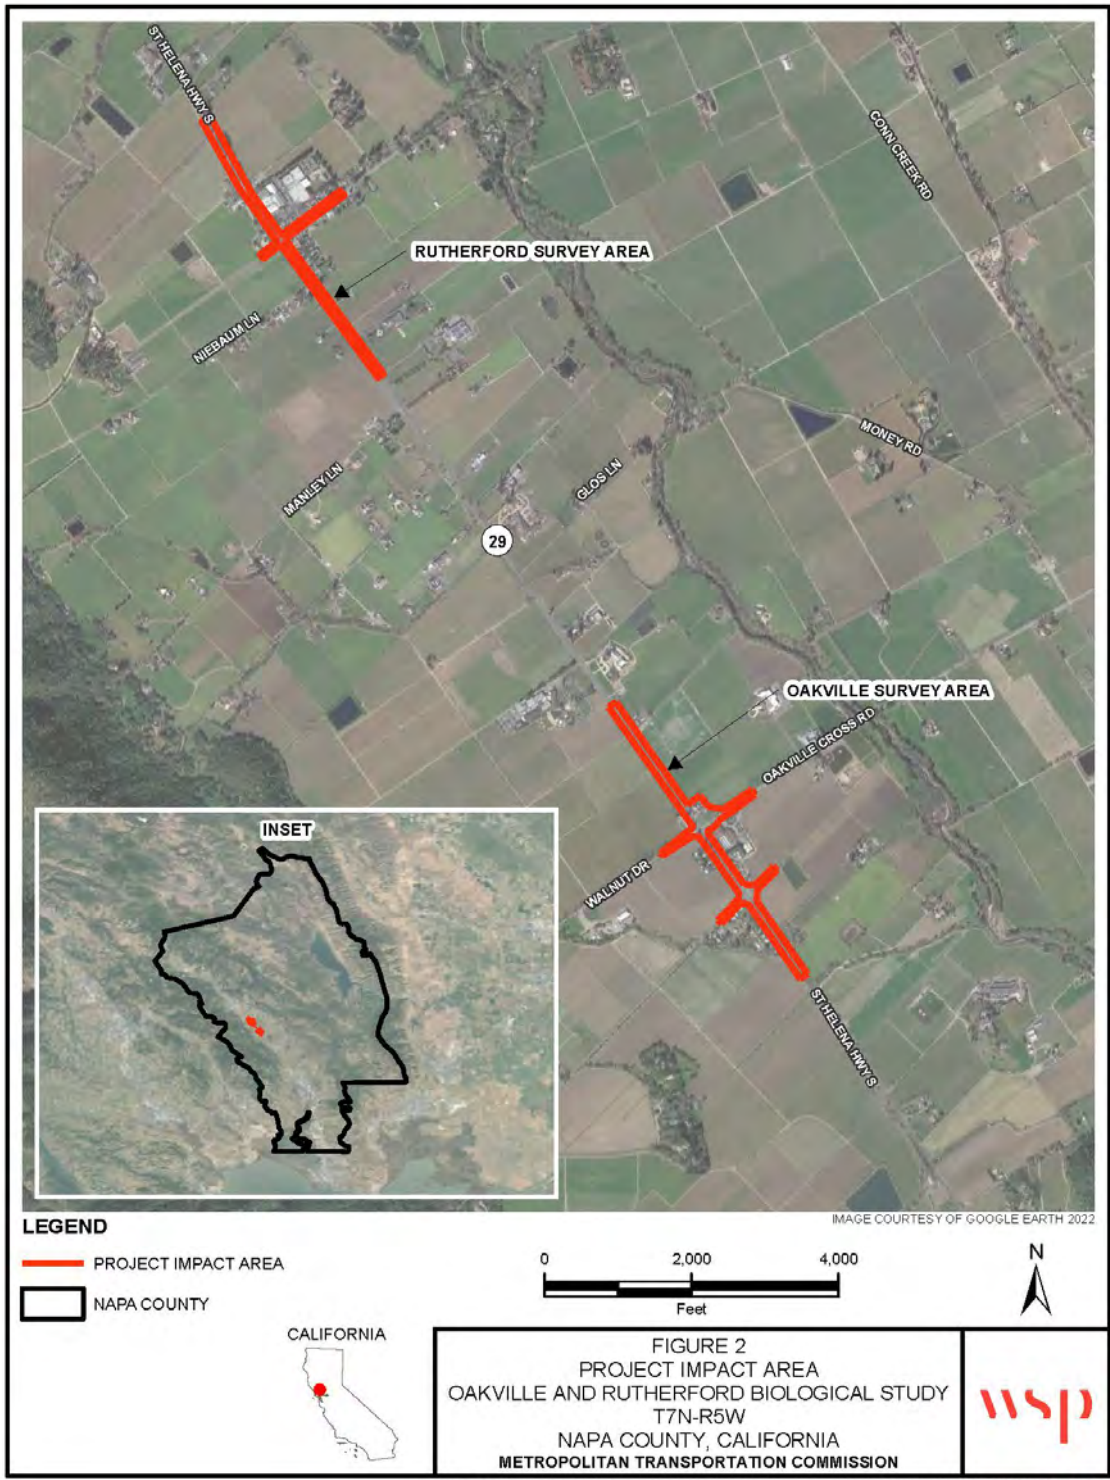 ST HELENA HWY S
CONN CREEK RD
RUTHERFORD SURVEY AREA
NIEBAUM LN
MONEY RD
MANLEY LN
GLOS LN
29
OAKVILLE SURVEY AREA
OAKVILLE CROSS RD
WALNUT DR
ST HELENA HWY S
INSET
IMAGE COURTESY OF GOOGLE EARTH 2022
LEGEND
PROJECT IMPACT AREA
NAPA COUNTY
0 2,000 4,000
Feet
N
CALIFORNIA
FIGURE 2
PROJECT IMPACT AREA
OAKVILLE AND RUTHERFORD BIOLOGICAL STUDY
T7N-R5W
NAPA COUNTY, CALIFORNIA
METROPOLITAN TRANSPORTATION COMMISSION
wsp